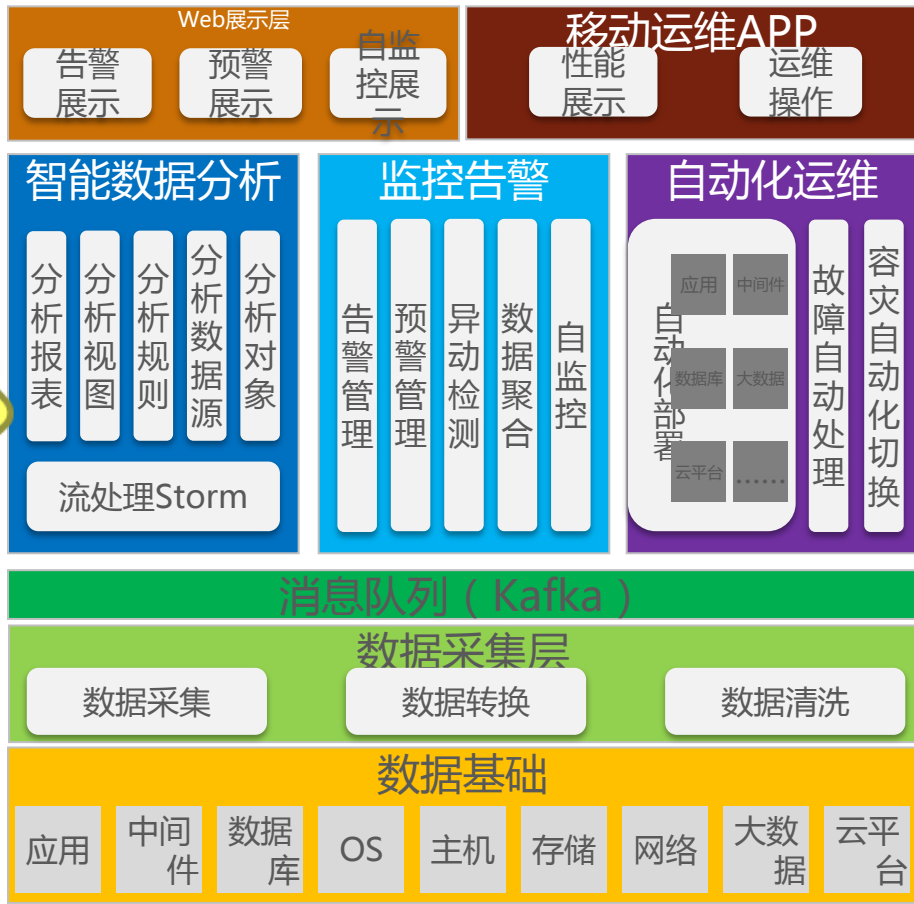 Web展示层
告警
展示
预警
展示
自监
控展
示
移动运维APP
性能
展示
运维
操作
智能数据分析
分析报表
分析视图
分析规则
分析数据源
分析对象
流处理Storm
监控告警
告警管理
预警管理
异动检测
数据聚合
自监控
自动化运维
自动化部署
应用
中间件
数据库
大数据
云平台
......
故障自动处理
容灾自动化切换
消息队列（Kafka）
数据采集层
数据采集
数据转换
数据清洗
数据基础
应用
中间
件
数据
库
OS
主机
存储
网络
大数
据
云平
台